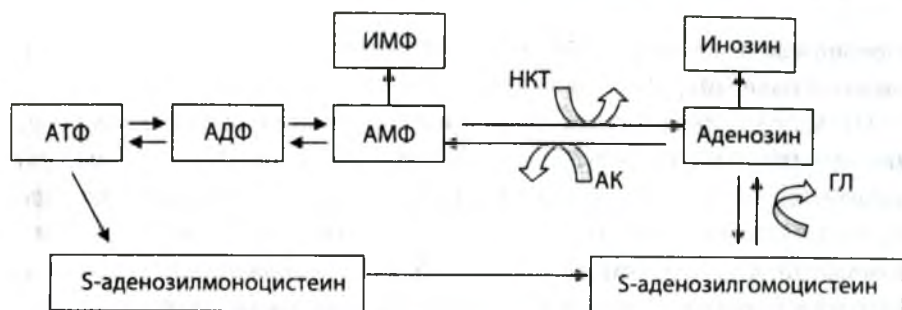 ИМФ
Инозин
НКТ
АТФ
АДФ
АМФ
Аденозин
АК
ГЛ
S-аденозилмоноцистеин
S-аденозилгомоцистеин